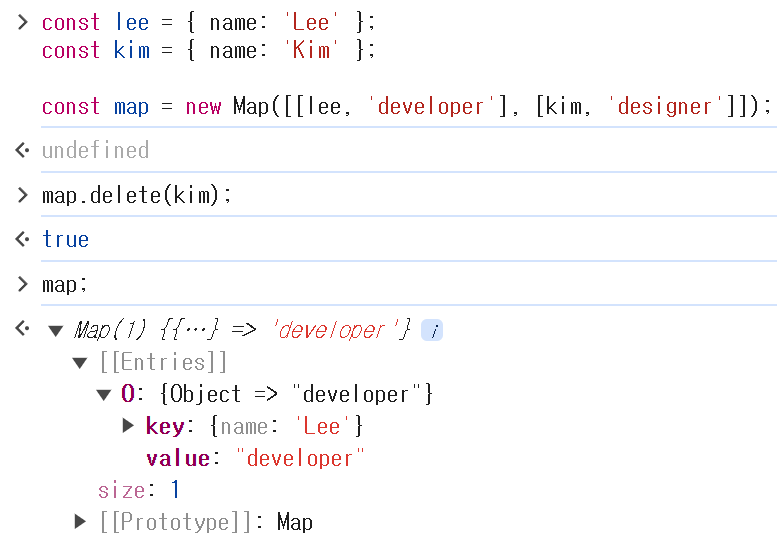 > const lee = { name: 'Lee' };
const kim = { name: 'Kim' };
const map = new Map([[lee, 'developer'], [kim, 'designer']]);
undefined
> map.delete(kim);
true
> map;
▼ Map(1) {{…} => 'developer'} i
▼ [[Entries]]
▼ 0: {Object => "developer"}
▶ key: {name: 'Lee'}
value: "developer"
size: 1
▶ [[Prototype]]: Map